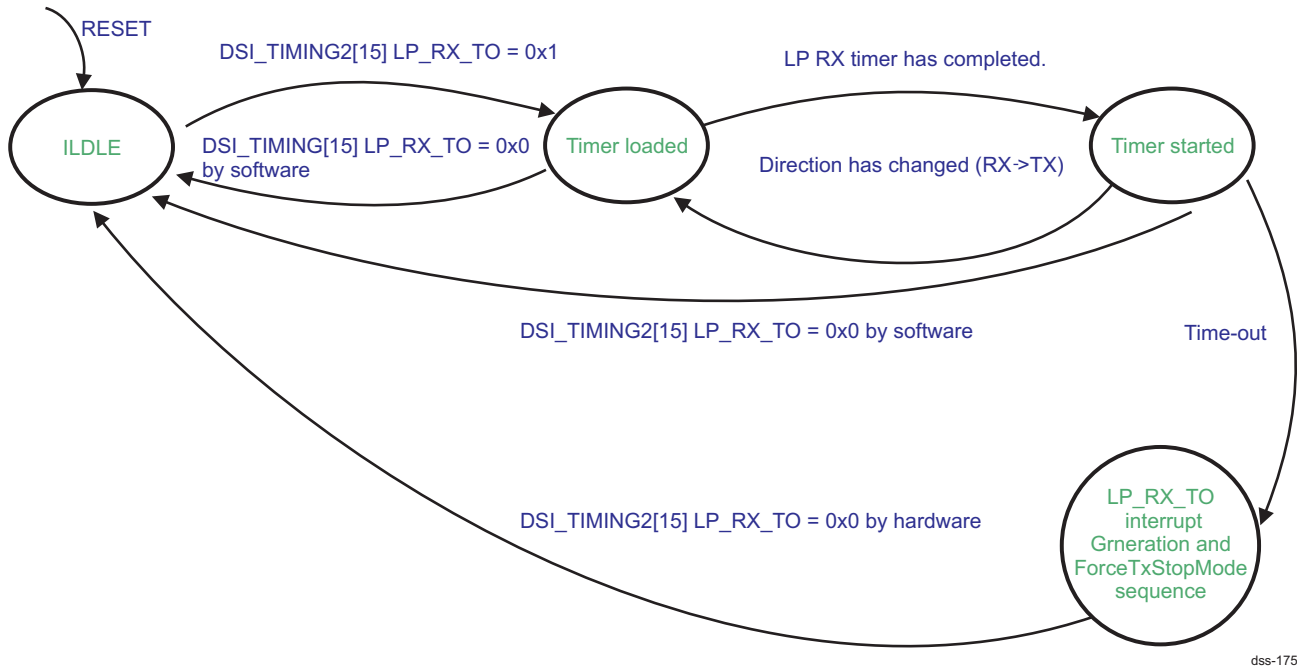 RESET
DSI_TIMING2[15] LP_RX_TO = 0x1
LP RX timer has completed.
ILDLE
DSI_TIMING[15] LP_RX_TO = 0x0
by software
Timer loaded
Direction has changed (RX->TX)
Timer started
DSI_TIMING2[15] LP_RX_TO = 0x0 by software
Time-out
DSI_TIMING2[15] LP_RX_TO = 0x0 by hardware
LP_RX_TO
interrupt
Grneration and
ForceTxStopMode
sequence
dss-175